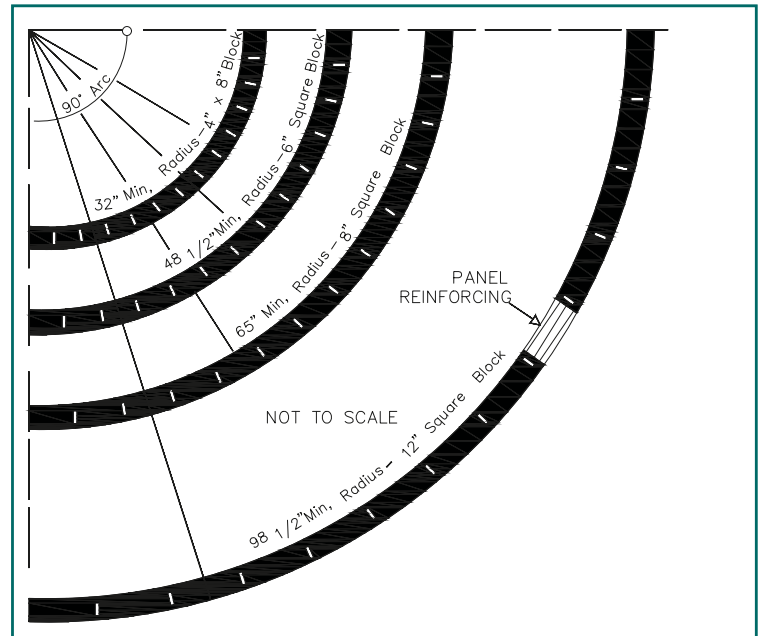 90° Arc
32" Min, Radius-4" x 8"Block
48 1/2"Min, Radius-6" Square Block
65" Min, Radius - 8" Square Block
PANEL
REINFORCING
NOT TO SCALE
98 1/2"Min, Radius- 12" Square Block